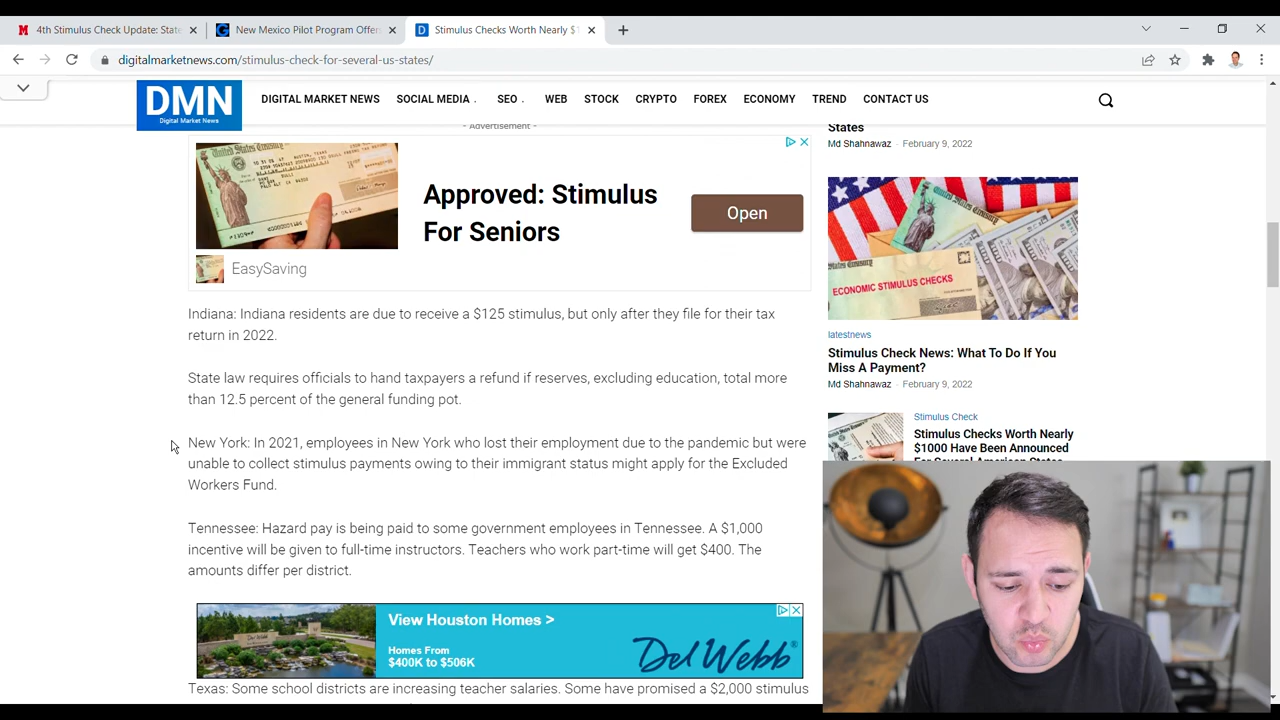 4th Stimulus Check Update: State
New Mexico Pilot Program Offer
Stimulus Checks Worth Nearly $1
digitalmarketnews.com/stimulus-check-for-several-us-states/
DMN
Digital Market News
DIGITAL MARKET NEWS
SOCIAL MEDIA
SEO
WEB
STOCK
CRYPTO
FOREX
ECONOMY
TREND
CONTACT US
- Advertisement -
Approved: Stimulus
For Seniors
Open
EasySaving
Indiana: Indiana residents are due to receive a $125 stimulus, but only after they file for their tax
return in 2022.
State law requires officials to hand taxpayers a refund if reserves, excluding education, total more
than 12.5 percent of the general funding pot.
New York: In 2021, employees in New York who lost their employment due to the pandemic but were
unable to collect stimulus payments owing to their immigrant status might apply for the Excluded
Workers Fund.
Tennessee: Hazard pay is being paid to some government employees in Tennessee. A $1,000
incentive will be given to full-time instructors. Teachers who work part-time will get $400. The
amounts differ per district.
View Houston Homes >
Homes From
$400K to $506K
Del Webb
Texas: Some school districts are increasing teacher salaries. Some have promised a $2,000 stimulus
States
Md Shahnawaz - February 9, 2022
ECONOMIC STIMULUS CHECKS
latestnews
Stimulus Check News: What To Do If You
Miss A Payment?
Md Shahnawaz - February 9, 2022
Stimulus Check
Stimulus Checks Worth Nearly
$1000 Have Been Announced
For Several American States